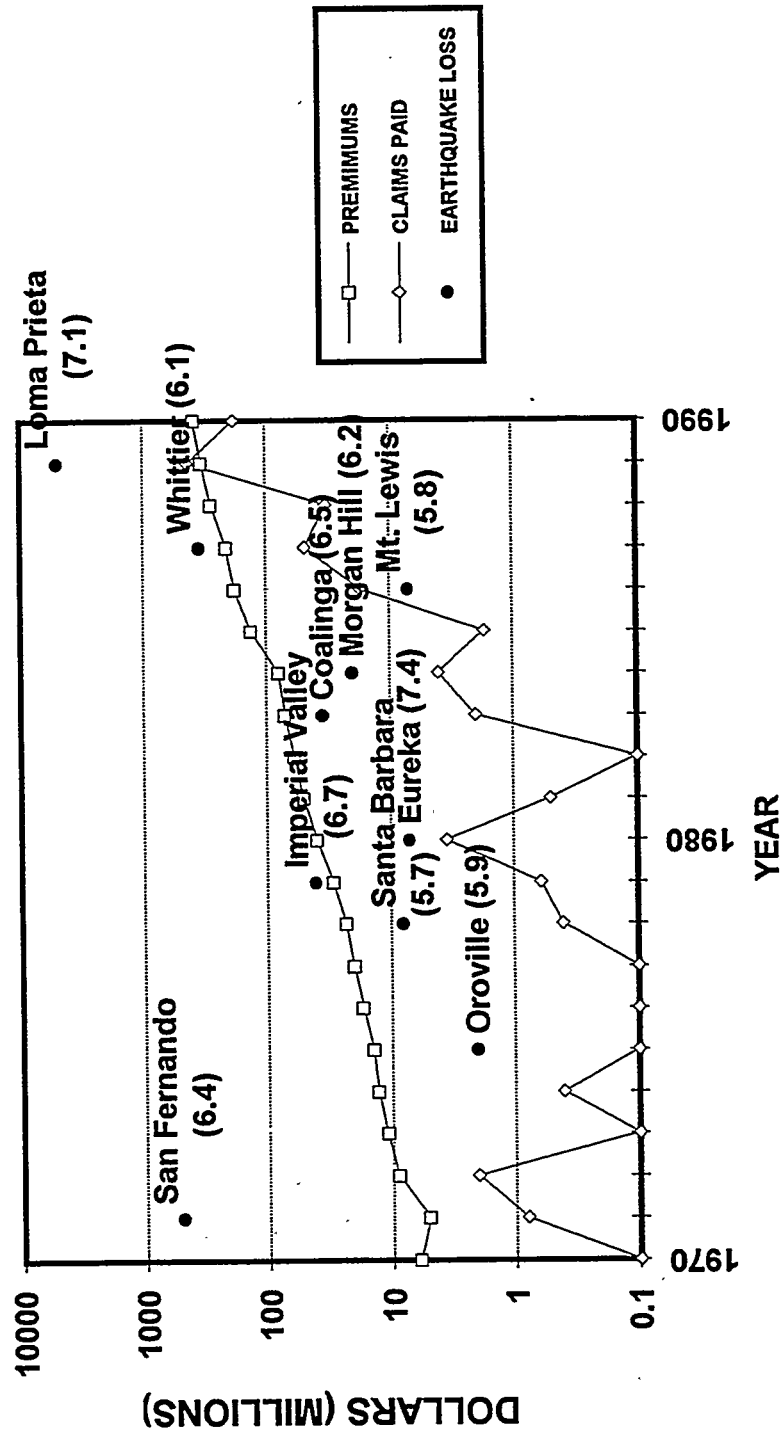 DOLLARS (MILLIONS)
10000
1000
100
10
1
0.1
San Fernando
(6.4)
Oroville (5.9)
Santa Barbara
(5.7)
Eureka (7.4)
Imperial Valley
(6.7)
Coalinga (6.5)
Morgan Hill (6.2
Mt. Lewis
(5.8)
Whittier (6.1)
Loma Prieta
(7.1)
1970
1980
1990
YEAR
PREMIMUMS
CLAIMS PAID
EARTHQUAKE LOSS